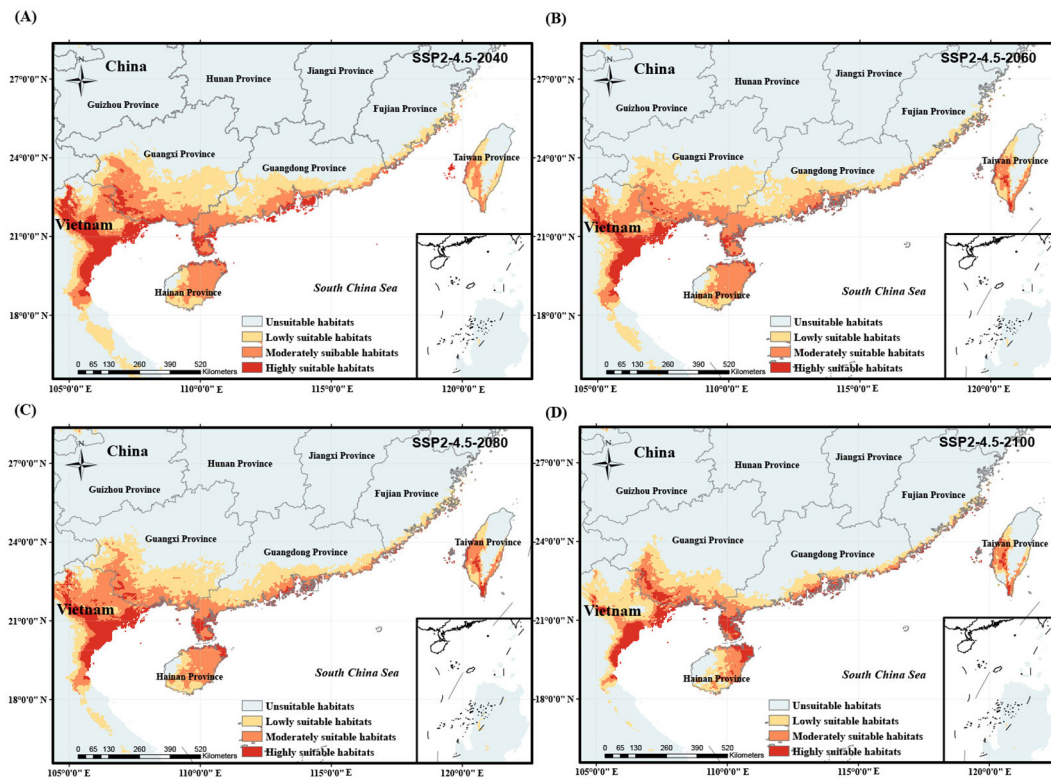 (A)
SSP2-4.5-2040
27°0'0"N
N
China
Hunan Province
Jiangxi Province
Guizhou Province
Fujian Province
24°0'0"N
Guangxi Province
Guangdong Province
Taiwan Province
Vietnam
21°0'0"N
South China Sea
Hainan Province
18°0'0"N
Unsuitable habitats
Lowly suitable habitats
Moderately suibable habitats
Highly suitable habitats
0 65 130 260 390 520
Kilometers
105°0'0"E
110°0'0"E
115°0'0"E
120°0'0"E
(B)
SSP2-4.5-2060
27°0'0"N
N
China
Hunan Province
Jiangxi Province
Guizhou Province
Fujian Province
24°0'0"N
Guangxi Province
Guangdong Province
Taiwan Province
Vietnam
21°0'0"N
South China Sea
Hainan Province
18°0'0"N
Unsuitable habitats
Lowly suitable habitats
Moderately suitable habitats
Highly suitable habitats
0 65 130 260 390 520
Kilometers
105°0'0"E
110°0'0"E
115°0'0"E
120°0'0"E
(C)
SSP2-4.5-2080
27°0'0"N
N
China
Hunan Province
Jiangxi Province
Guizhou Province
Fujian Province
24°0'0"N
Guangxi Province
Guangdong Province
Taiwan Province
Vietnam
21°0'0"N
South China Sea
Hainan Province
18°0'0"N
Unsuitable habitats
Lowly suitable habitats
Moderately suitable habitats
Highly suitable habitats
0 65 130 260 390 520
Kilometers
105°0'0"E
110°0'0"E
115°0'0"E
120°0'0"E
(D)
SSP2-4.5-2100
27°0'0"N
N
China
Hunan Province
Jiangxi Province
Guizhou Province
Fujian Province
24°0'0"N
Guangxi Province
Guangdong Province
Taiwan Province
Vietnam
21°0'0"N
South China Sea
Hainan Province
18°0'0"N
Unsuitable habitats
Lowly suitable habitats
Moderately suitable habitats
Highly suitable habitats
0 65 130 260 390 520
Kilometers
105°0'0"E
110°0'0"E
115°0'0"E
120°0'0"E